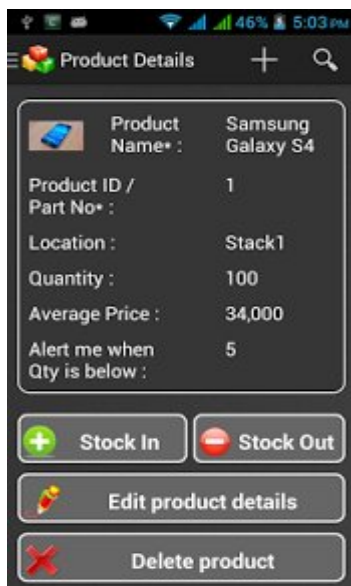 46% 5:03 PM
Product Details
Product Samsung
Name* : Galaxy S4
Product ID / 1
Part No* :
Location : Stack1
Quantity : 100
Average Price : 34,000
Alert me when 5
Qty is below :
Stock In Stock Out
Edit product details
Delete product